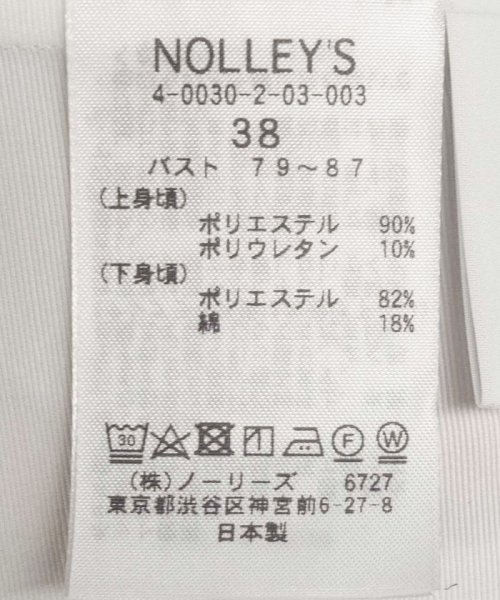 NOLLEY'S
4-0030-2-03-003
38
バスト 79~87
(上身頃)
ポリエステル 90%
ポリウレタン 10%
(下身頃)
ポリエステル 82%
綿 18%
30 F W
(株)ノーリーズ 6727
東京都渋谷区神宮前6-27-8
日本製